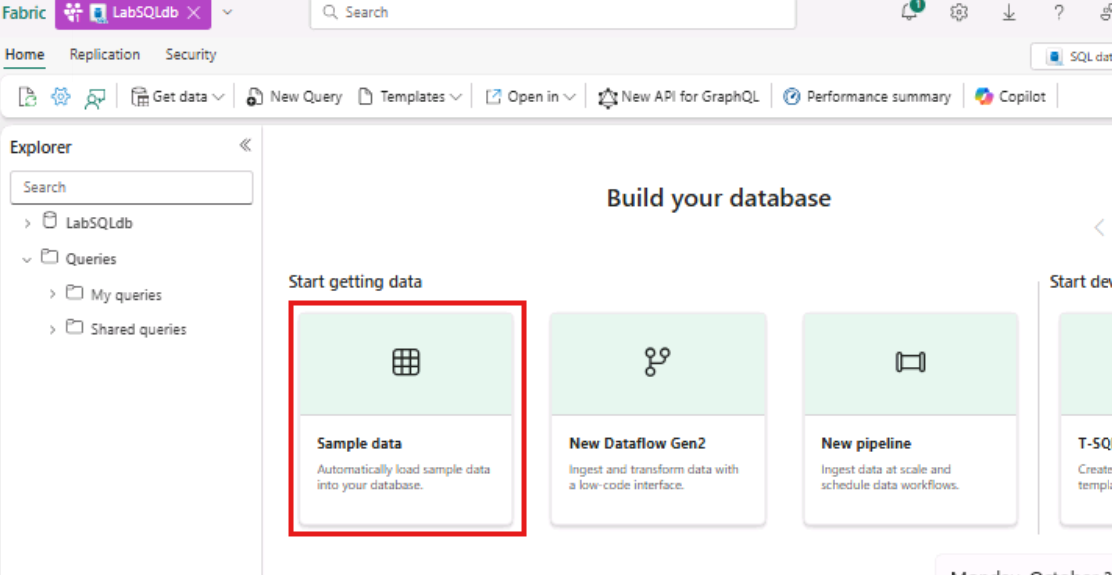 Fabric LabSQLdb Search 1 ?
Home Replication Security SQL dat
Get data New Query Templates Open in New API for GraphQL Performance summary Copilot
Explorer
Search
LabSQLdb
Queries
My queries
Shared queries
Build your database
Start getting data
Sample data
Automatically load sample data
into your database.
New Dataflow Gen2
Ingest and transform data with
a low-code interface.
New pipeline
Ingest data at scale and
schedule data workflows.
Start dev
T-SQL
Create
templa